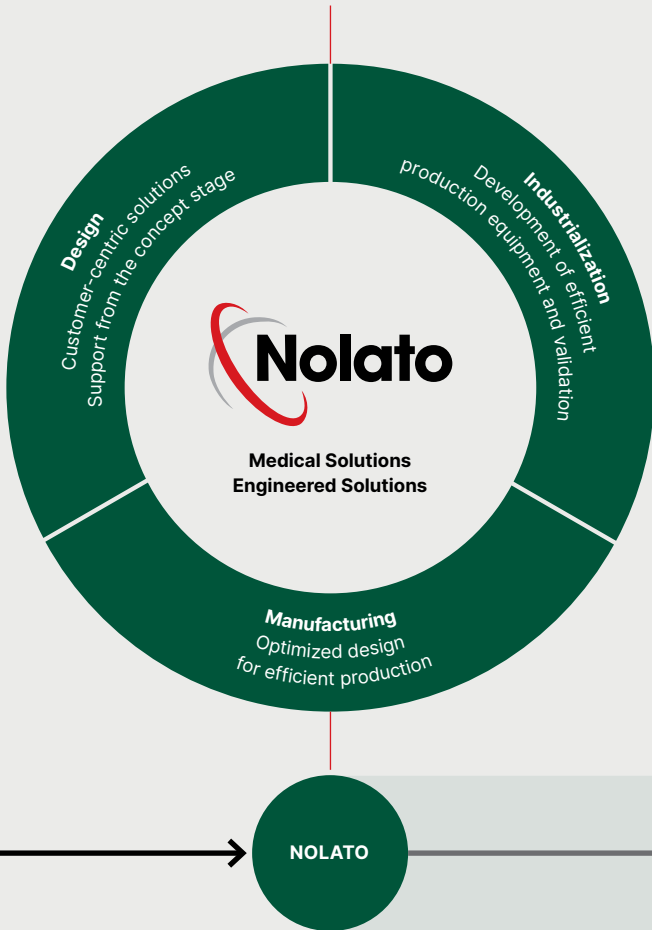 Design
Customer-centric solutions
Support from the concept stage
Industrialization
Development of efficient
production equipment and validation
Nolato
Medical Solutions
Engineered Solutions
Manufacturing
Optimized design
for efficient production
NOLATO